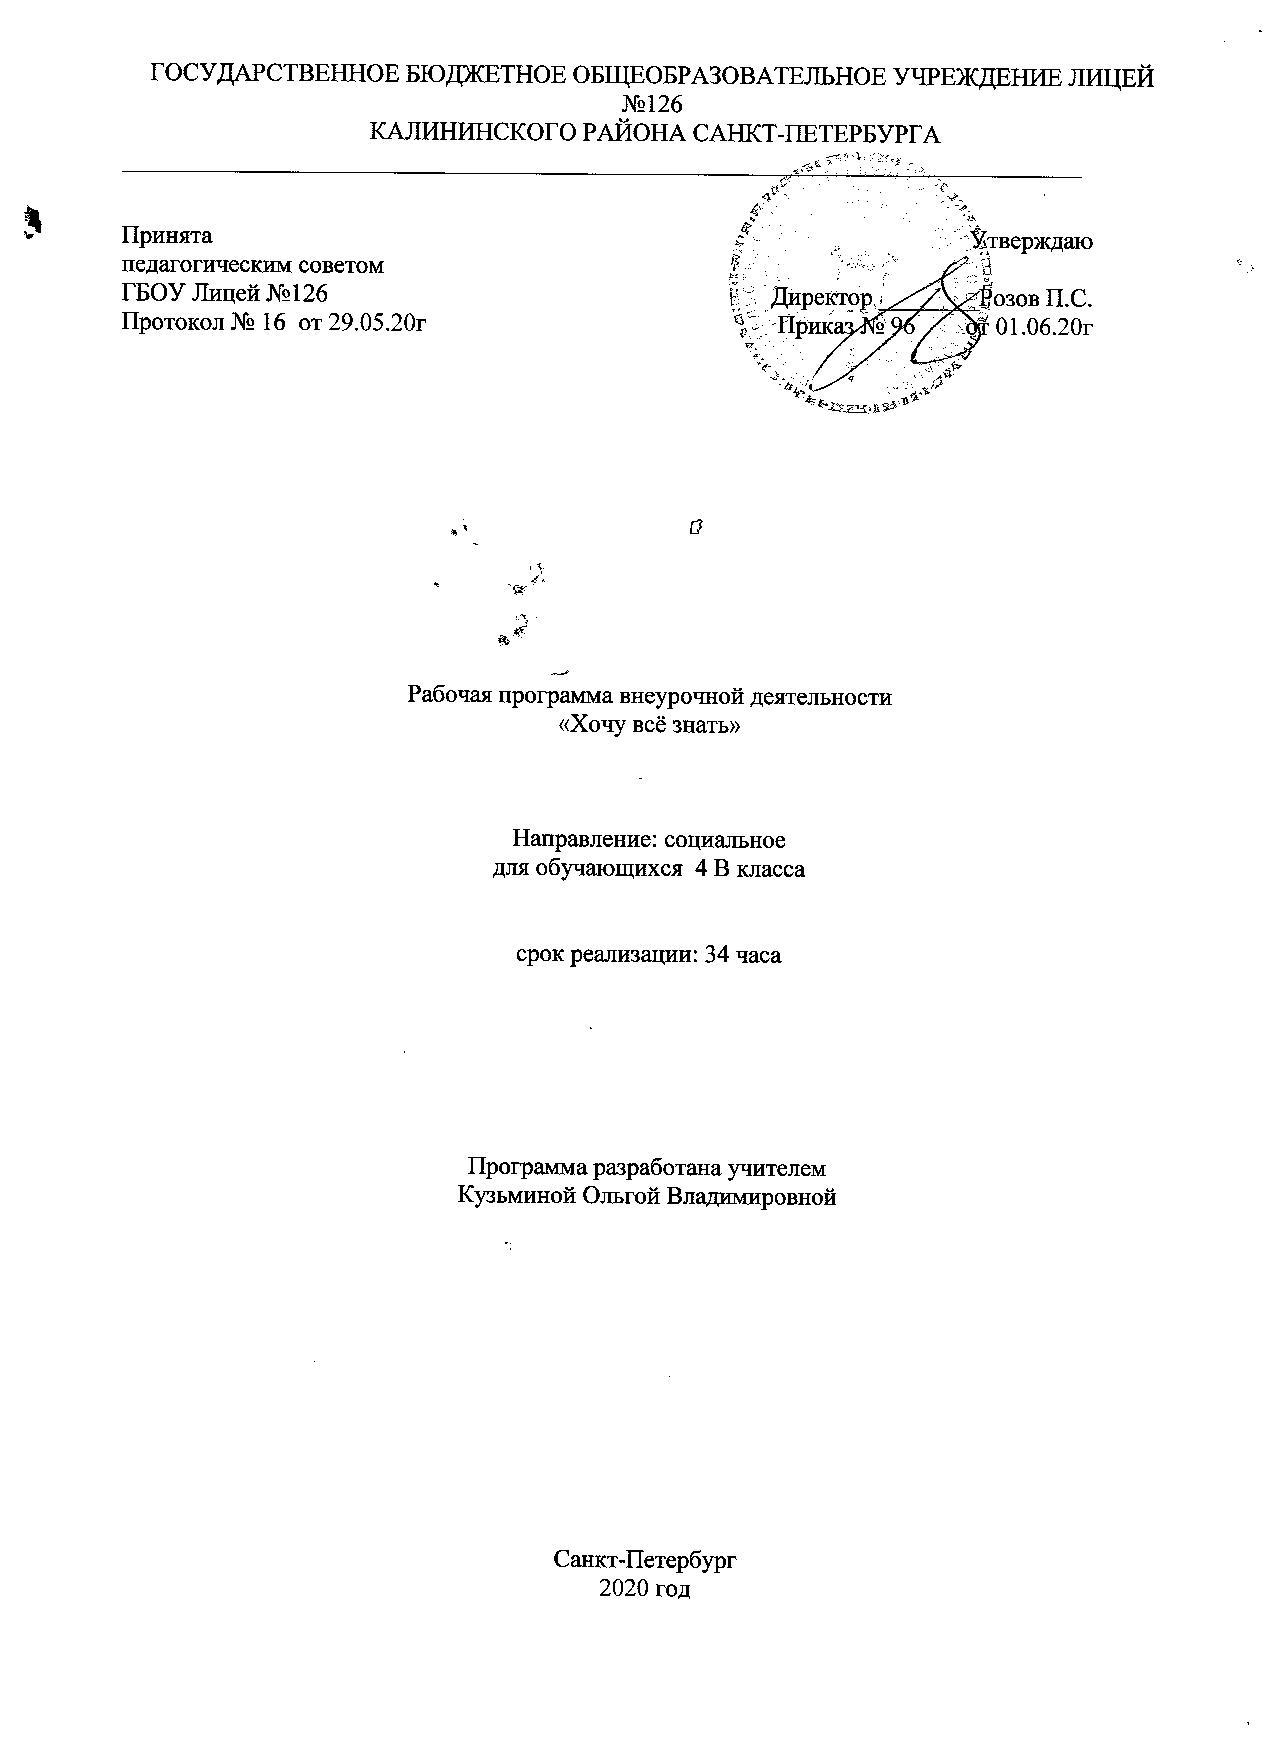 ГОСУДАРСТВЕННОЕ БЮДЖЕТНОЕ ОБЩЕОБРАЗОВАТЕЛЬНОЕ УЧРЕЖДЕНИЕ ЛИЦЕЙ
№126
КАЛИНИНСКОГО РАЙОНА САНКТ-ПЕТЕРБУРГА
Принята
педагогическим советом
ГБОУ Лицей №126
Протокол № 16 от 29.05.20г
Утверждаю
Директор Розов П.С.
Приказ № 96 от 01.06.20г
Рабочая программа внеурочной деятельности
«Хочу всё знать»
Направление: социальное
для обучающихся 4 В класса
срок реализации: 34 часа
Программа разработана учителем
Кузьминой Ольгой Владимировной
Санкт-Петербург
2020 год